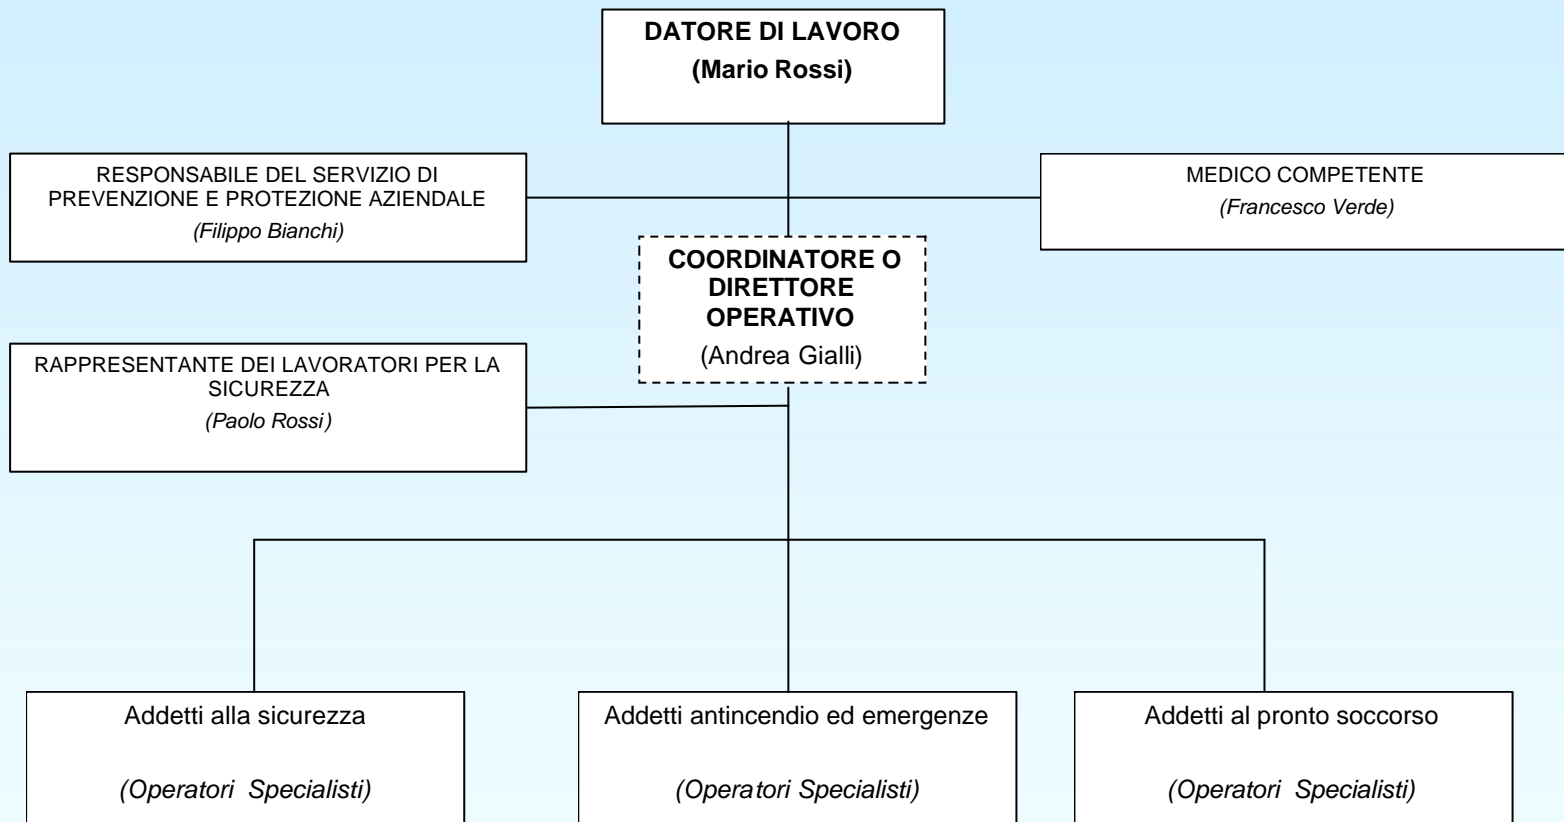 DATORE DI LAVORO
(Mario Rossi)
RESPONSABILE DEL SERVIZIO DI
PREVENZIONE E PROTEZIONE AZIENDALE
(Filippo Bianchi)
MEDICO COMPETENTE
(Francesco Verde)
COORDINATORE O
DIRETTORE
OPERATIVO
(Andrea Gialli)
RAPPRESENTANTE DEI LAVORATORI PER LA
SICUREZZA
(Paolo Rossi)
Addetti alla sicurezza
(Operatori Specialisti)
Addetti antincendio ed emergenze
(Operatori Specialisti)
Addetti al pronto soccorso
(Operatori Specialisti)